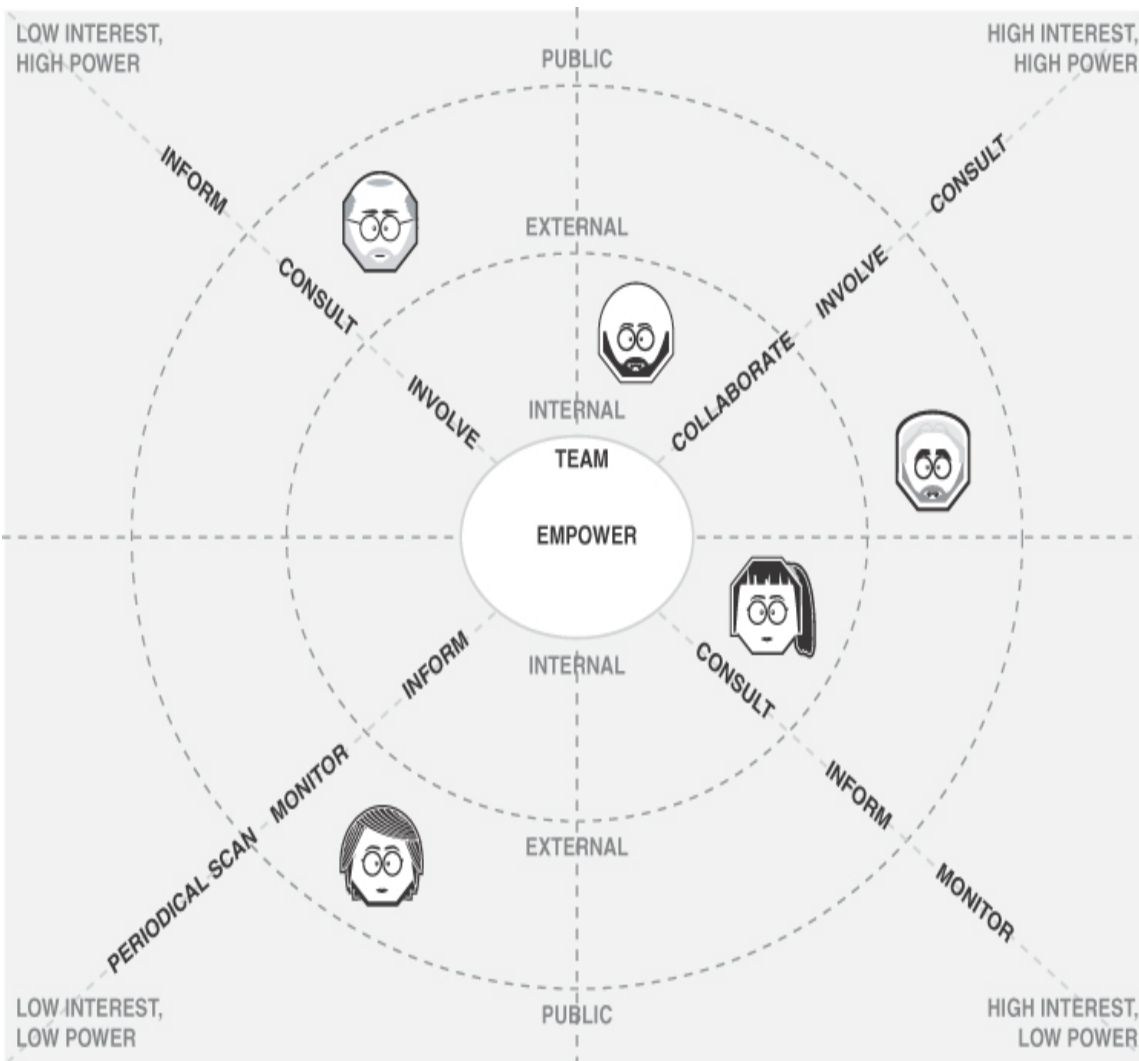 LOW INTEREST,
HIGH POWER
PUBLIC
HIGH INTEREST,
HIGH POWER
INFORM
CONSULT
EXTERNAL
CONSULT
INVOLVE
INVOLVE
COLLABORATE
INTERNAL
TEAM
EMPOWER
INFORM
INTERNAL
CONSULT
MONITOR
INFORM
EXTERNAL
PERIODICAL SCAN
MONITOR
LOW INTEREST,
LOW POWER
PUBLIC
HIGH INTEREST,
LOW POWER